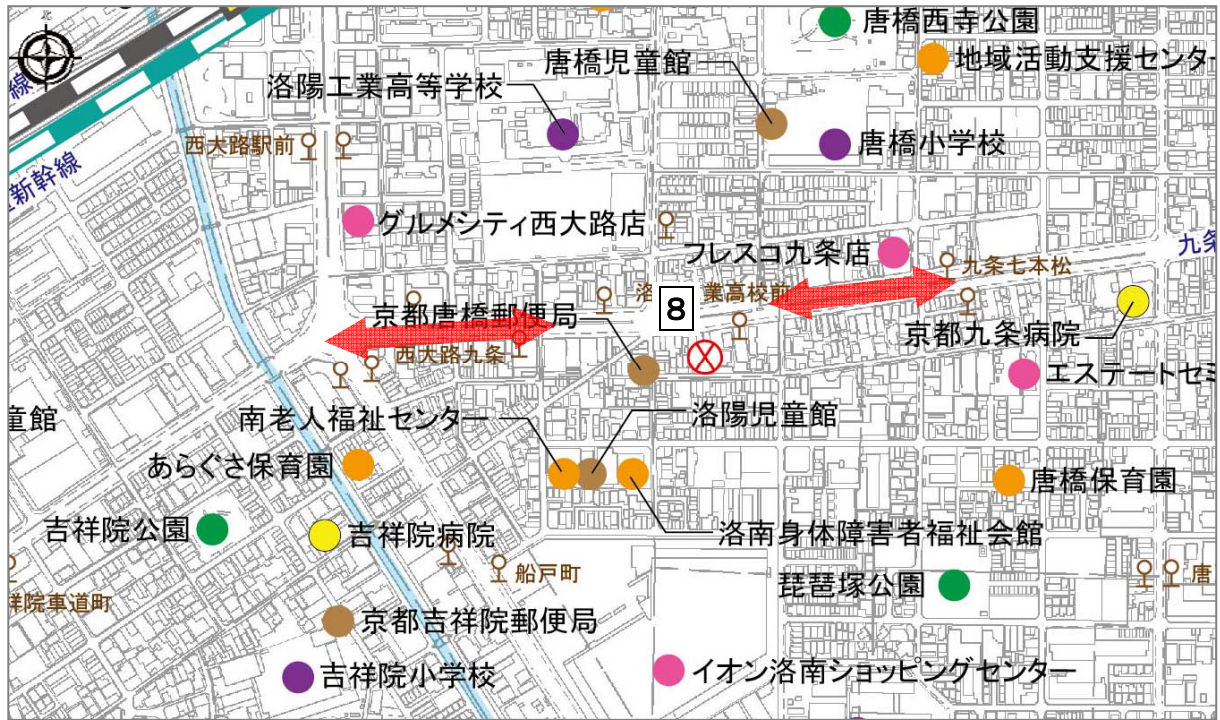 北
唐橋西寺公園
地域活動支援センター
唐橋児童館
線
洛陽工業高等学校
西大路駅前
唐橋小学校
新幹線
グルメシティ西大路店
フレスコ九条店
九条
九条七本松
洛
業高校前
8
京都唐橋郵便局
京都九条病院
西大路九条
エステートセミ
童館
南老人福祉センター
洛陽児童館
あらぐさ保育園
唐橋保育園
吉祥院公園
吉祥院病院
洛南身体障害者福祉会館
船戸町
琵琶塚公園
唐
祥院車道町
京都吉祥院郵便局
吉祥院小学校
イオン洛南ショッピングセンター